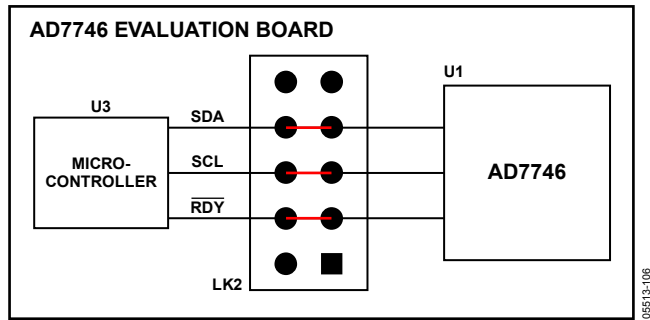 AD7746 EVALUATION BOARD
U1
U3
SDA
MICRO-
CONTROLLER
SCL
AD7746
RDY
LK2
05513-106